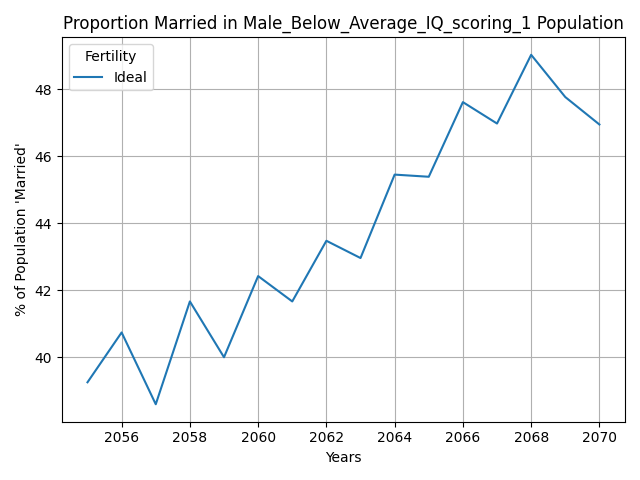 Proportion Married in Male_Below_Average_IQ_scoring_1 Population
Fertility
Ideal
% of Population 'Married'
48
46
44
42
40
2056 2058 2060 2062 2064 2066 2068 2070
Years